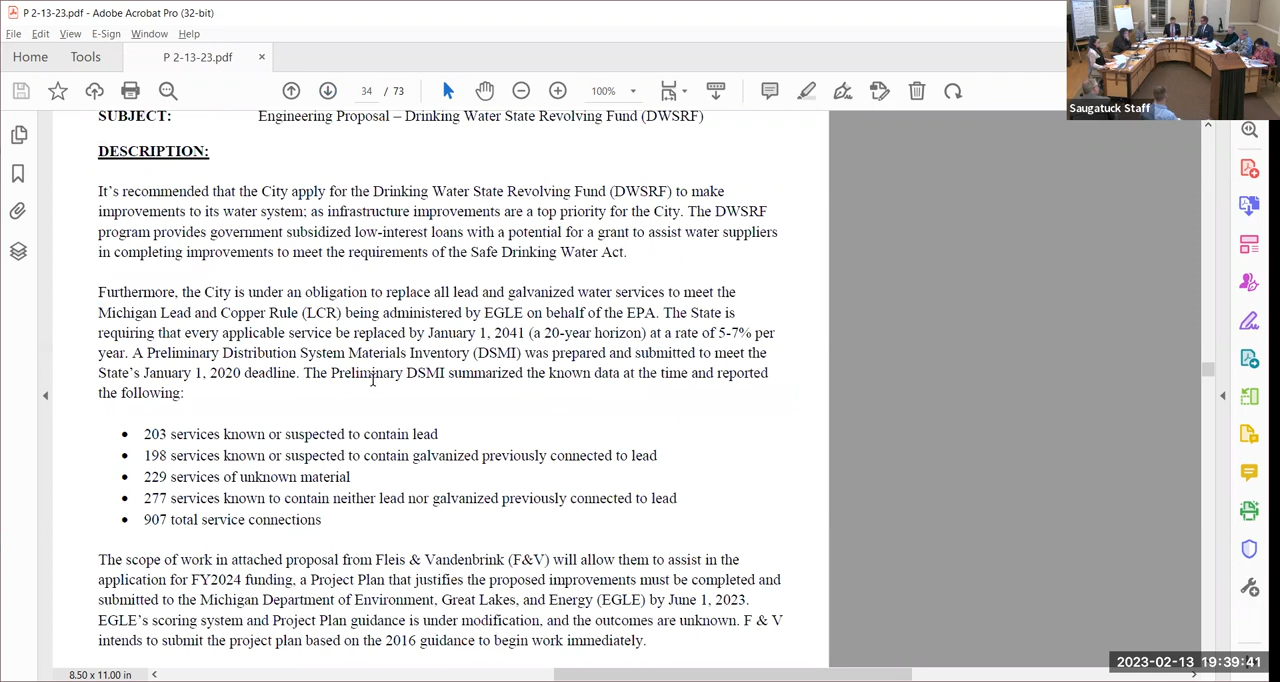 P 2-13-23.pdf - Adobe Acrobat Pro (32-bit)
File Edit View E-Sign Window Help
Home Tools P 2-13-23.pdf ×
34 / 73 100%
Saugatuck Staff
SUBJECT: Engineering Proposal – Drinking Water State Revolving Fund (DWSRF)
DESCRIPTION:
It's recommended that the City apply for the Drinking Water State Revolving Fund (DWSRF) to make
improvements to its water system; as infrastructure improvements are a top priority for the City. The DWSRF
program provides government subsidized low-interest loans with a potential for a grant to assist water suppliers
in completing improvements to meet the requirements of the Safe Drinking Water Act.
Furthermore, the City is under an obligation to replace all lead and galvanized water services to meet the
Michigan Lead and Copper Rule (LCR) being administered by EGLE on behalf of the EPA. The State is
requiring that every applicable service be replaced by January 1, 2041 (a 20-year horizon) at a rate of 5-7% per
year. A Preliminary Distribution System Materials Inventory (DSMI) was prepared and submitted to meet the
State's January 1, 2020 deadline. The Preliminary DSMI summarized the known data at the time and reported
the following:
• 203 services known or suspected to contain lead
• 198 services known or suspected to contain galvanized previously connected to lead
• 229 services of unknown material
• 277 services known to contain neither lead nor galvanized previously connected to lead
• 907 total service connections
The scope of work in attached proposal from Fleis & Vandenbrink (F&V) will allow them to assist in the
application for FY2024 funding, a Project Plan that justifies the proposed improvements must be completed and
submitted to the Michigan Department of Environment, Great Lakes, and Energy (EGLE) by June 1, 2023.
EGLE's scoring system and Project Plan guidance is under modification, and the outcomes are unknown. F & V
intends to submit the project plan based on the 2016 guidance to begin work immediately.
2023-02-13 19:39:41
8.50 x 11.00 in